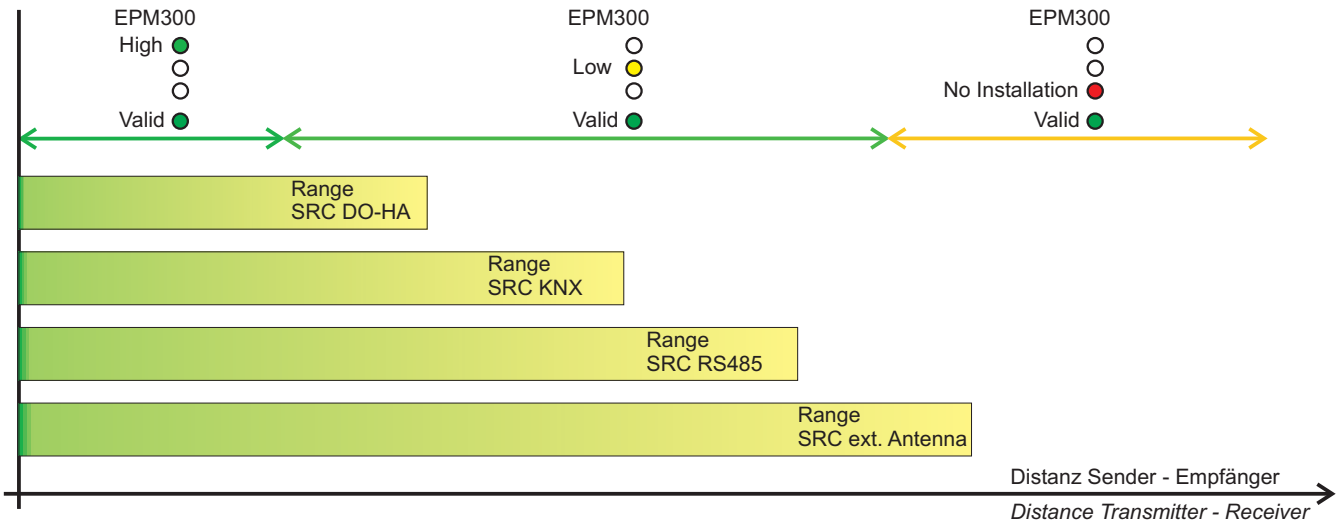 EPM300
High
Valid
EPM300
Low
Valid
EPM300
No Installation
Valid
Range
SRC DO-HA
Range
SRC KNX
Range
SRC RS485
Range
SRC ext. Antenna
Distanz Sender - Empfänger
Distance Transmitter - Receiver